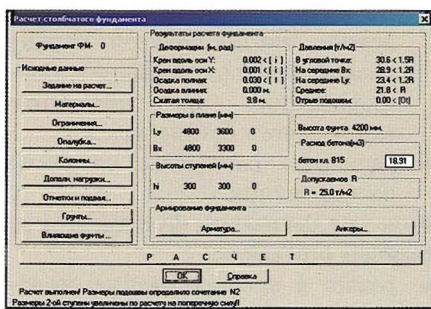 Расчет столбчатого фундамента
Фундамент ФМ- 0
Исходные данные
Задание на расчет...
Материалы...
Ограничения...
Опалубка...
Колонны...
Дополн. нагрузки...
Отметки и подвал...
Грунты...
Влияющие фунты...
Результаты расчета фундамента
Деформации (м, рад)
Крен вдоль оси Y: 0.002 < [ i ]
Крен вдоль оси X: 0.001 < [ i ]
Осадка полная: 0.030 < [ i ]
Осадка влияния: 0.000 м.
Сжатая толща: 9.8 м.
Давления (т/м2)
В угловой точке: 30.6 < 1.5R
На середине Bx: 28.9 < 1.2R
На середине Ly: 23.4 < 1.2R
Среднее: 21.8 < R
Отрыв подошвы: 0.00 < [Ot]
Размеры в плане (мм)
Ly 4800 3600 0
Bx 4800 3300 0
Высота фунта 4200 мм.
Расход бетона(м3)
бетон кл. B15 18.91
Высоты ступеней (мм)
hi 300 300 0
Допускаемое R
R = 25.0 т/м2
Армирование фундамента
Арматура...
Анкеры...
Р А С Ч Е Т
OK
Справка
Расчет выполнен! Размеры подошвы определило сочетание N2
Размеры 2-ой ступени увеличены по расчету на поперечную силу!!